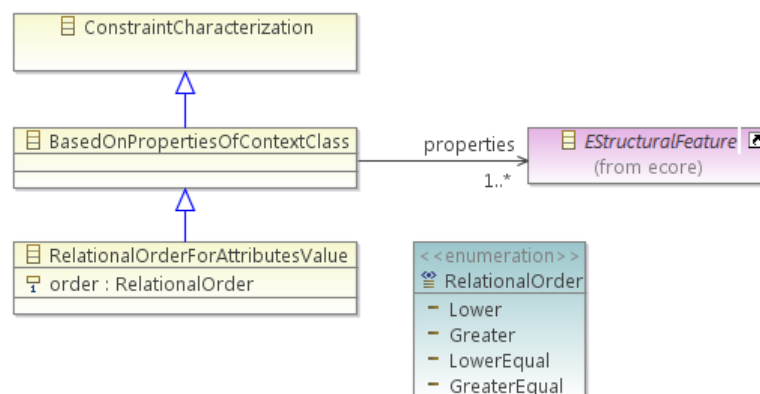 ConstraintCharacterization
BasedOnPropertiesOfContextClass
properties
1..*
EStructuralFeature
(from ecore)
RelationalOrderForAttributesValue
order : RelationalOrder
<<enumeration>>
RelationalOrder
Lower
Greater
LowerEqual
GreaterEqual